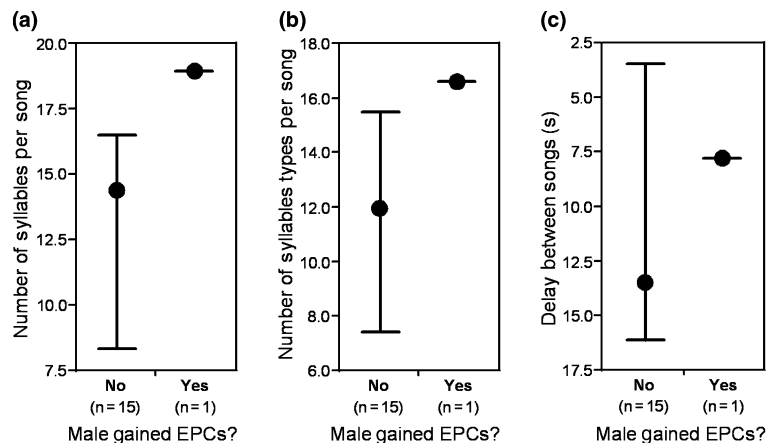 (a)
Number of syllables per song
20.0
17.5
15.0
12.5
10.0
7.5
No Yes
(n=15) (n=1)
Male gained EPCs?
(b)
Number of syllables types per song
18.0
16.0
14.0
12.0
10.0
8.0
6.0
No Yes
(n=15) (n=1)
Male gained EPCs?
(c)
Delay between songs (s)
2.5
5.0
7.5
10.0
12.5
15.0
17.5
No Yes
(n=15) (n=1)
Male gained EPCs?